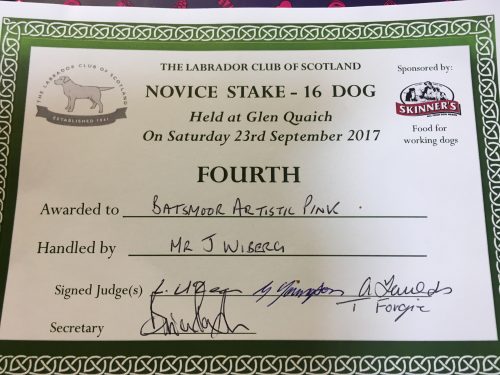 THE LABRADOR CLUB OF SCOTLAND
ESTABLISHED
THE LABRADOR CLUB OF SCOTLAND
NOVICE STAKE - 16 DOG
Held at Glen Quaich
On Saturday 23rd September 2017
Sponsored by:
SKINNER'S
Food for
working dogs
FOURTH
Awarded to BATSMOOR ARTISTIC PINK
Handled by MR J WIBERG
Signed Judge(s)
Forgie
Secretary